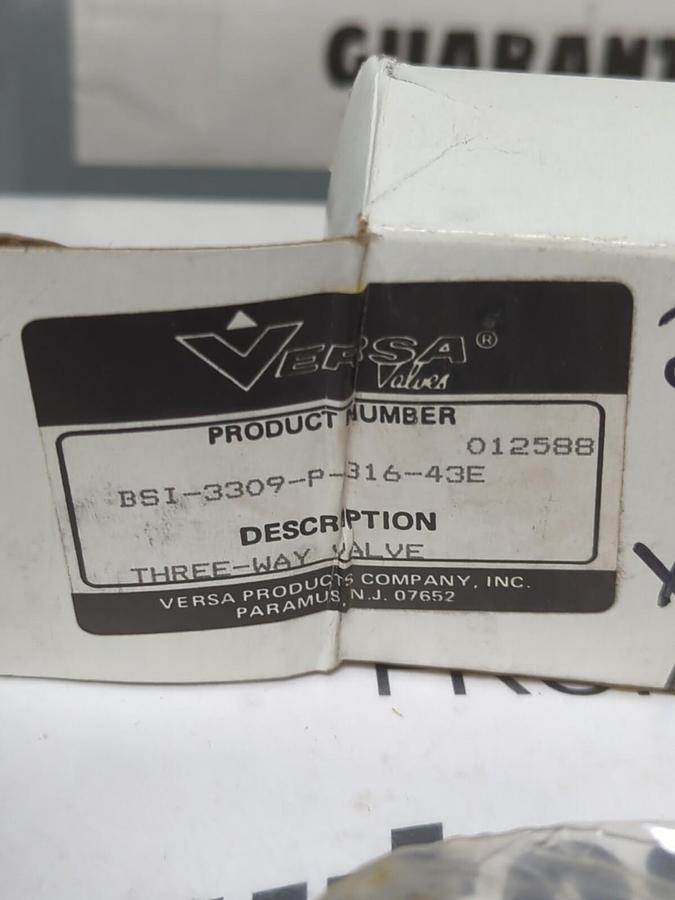 GUARANT
VERSA ®
Valves
PRODUCT NUMBER
012588
BSI-3309-P-316-43E
DESCRIPTION
THREE-WAY VALVE
VERSA PRODUCTS COMPANY, INC.
PARAMUS, N.J. 07652